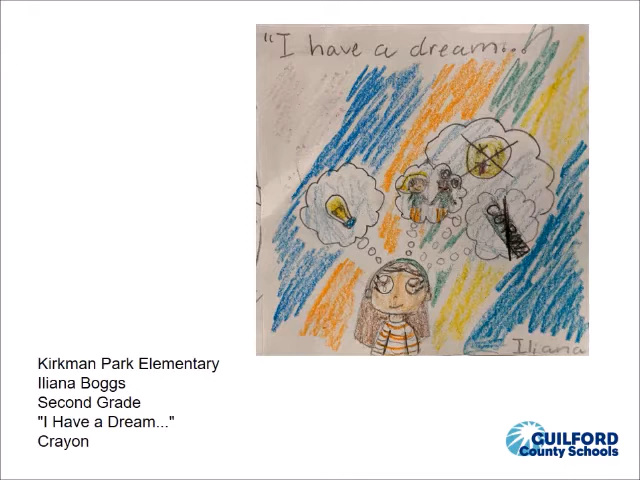 "I have a dream...
Iliana
Kirkman Park Elementary
Iliana Boggs
Second Grade
"I Have a Dream..."
Crayon
GUILFORD
County Schools